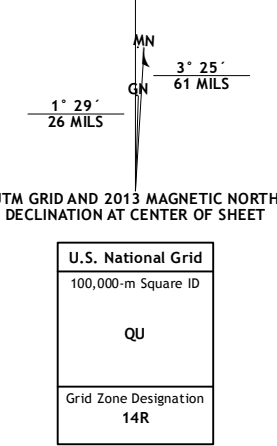 MN
GN
3° 25´
61 MILS
1° 29´
26 MILS
UTM GRID AND 2013 MAGNETIC NORTH
DECLINATION AT CENTER OF SHEET
U.S. National Grid
100,000-m Square ID
QU
Grid Zone Designation
14R